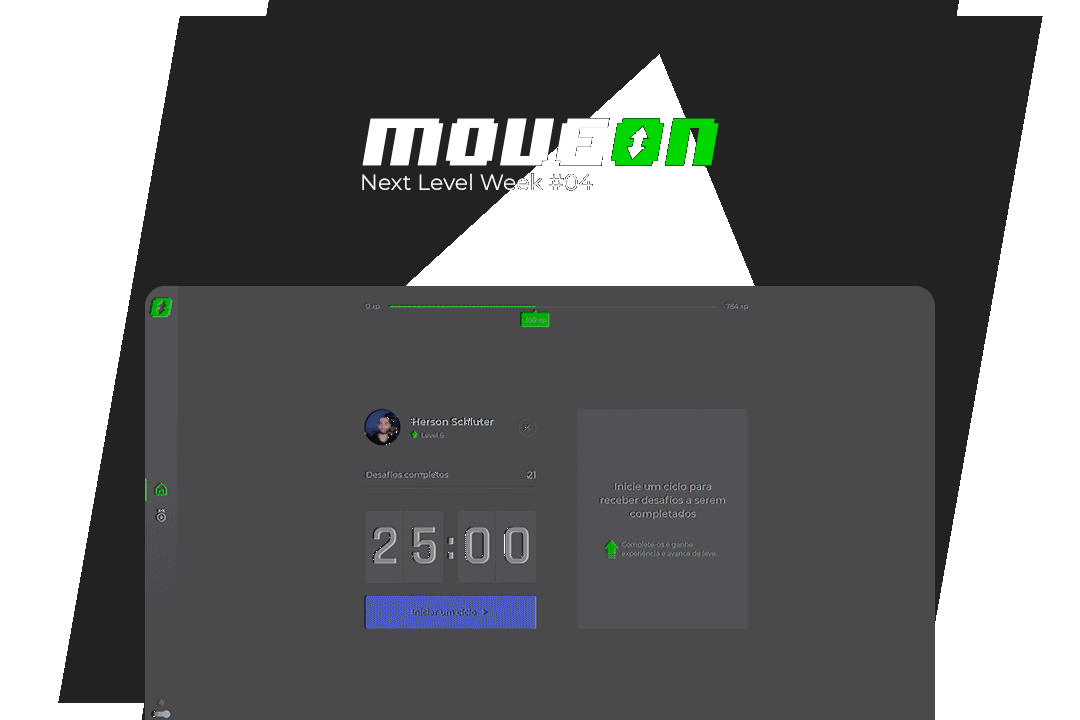 MOVEON
Next Level Week #04
0 xp
784 xp
350 xp
Herson Schluter
Level 6
Desafios completos
21
25:00
Iniciar um ciclo >
Inicie um ciclo para
receber desafios a serem
completados
Complete-os e ganhe
experiência e avance de leve.